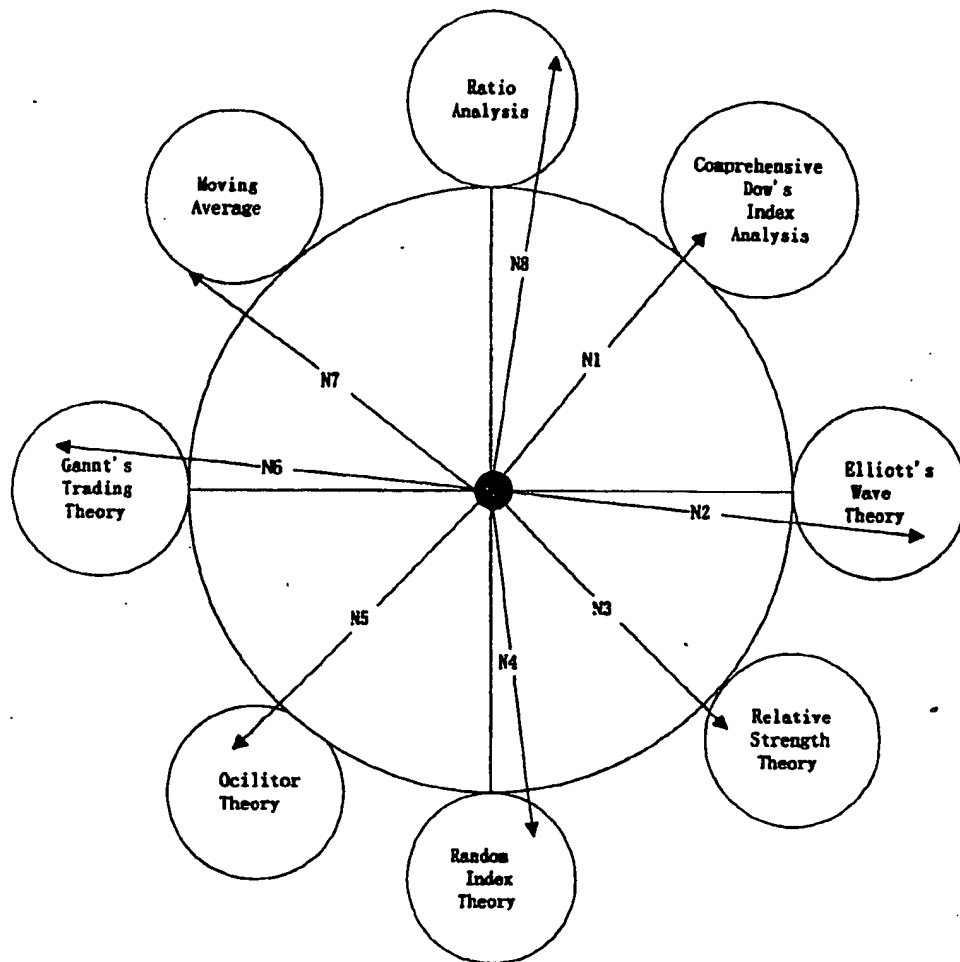 Ratio
Analysis
Comprehensive
Dow's
Index
Analysis
Moving
Average
N8
N1
N7
Gannt's
Trading
Theory
N6
Elliott's
Wave
Theory
N2
N5
N3
N4
Relative
Strength
Theory
Ocilitor
Theory
Random
Index
Theory